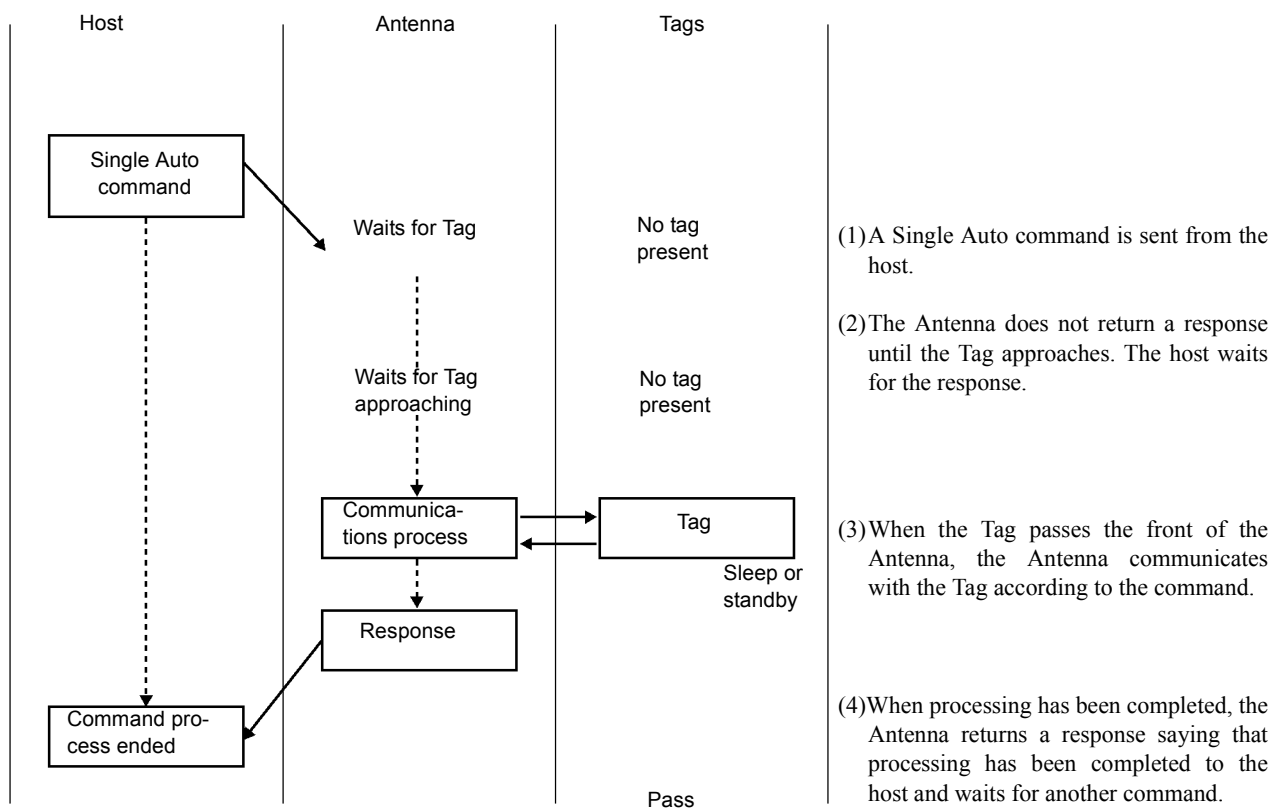 Host
Antenna
Tags
Single Auto
command
Waits for Tag
No tag
present
(1)A Single Auto command is sent from the
host.
(2)The Antenna does not return a response
until the Tag approaches. The host waits
for the response.
Waits for Tag
approaching
No tag
present
Communica-
tions process
Tag
Sleep or
standby
(3)When the Tag passes the front of the
Antenna, the Antenna communicates
with the Tag according to the command.
Response
Command pro-
cess ended
(4)When processing has been completed, the
Antenna returns a response saying that
processing has been completed to the
host and waits for another command.
Pass